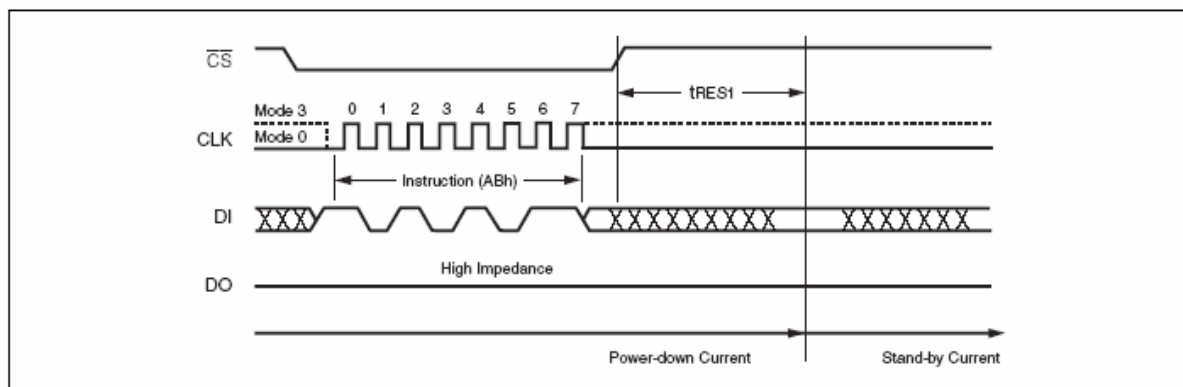 CS
tRES1
Mode 3 0 1 2 3 4 5 6 7
CLK Mode 0
Instruction (ABh)
DI
High Impedance
DO
Power-down Current Stand-by Current